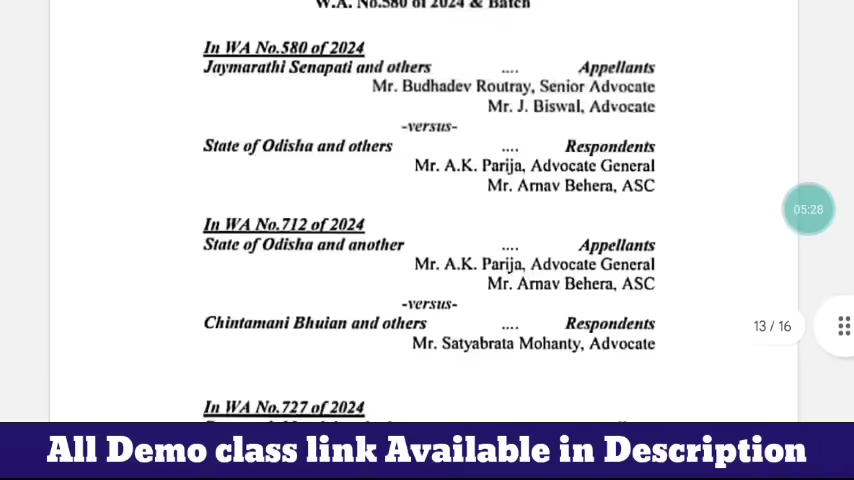 W.A. No.580 of 2024 & Batch
In WA No.580 of 2024
Jaymarathi Senapati and others .... Appellants
Mr. Budhadev Routray, Senior Advocate
Mr. J. Biswal, Advocate
-versus-
State of Odisha and others .... Respondents
Mr. A.K. Parija, Advocate General
Mr. Arnav Behera, ASC
05:28
In WA No.712 of 2024
State of Odisha and another .... Appellants
Mr. A.K. Parija, Advocate General
Mr. Arnav Behera, ASC
-versus-
Chintamani Bhuian and others .... Respondents
13 / 16
Mr. Satyabrata Mohanty, Advocate
In WA No.727 of 2024
All Demo class link Available in Description